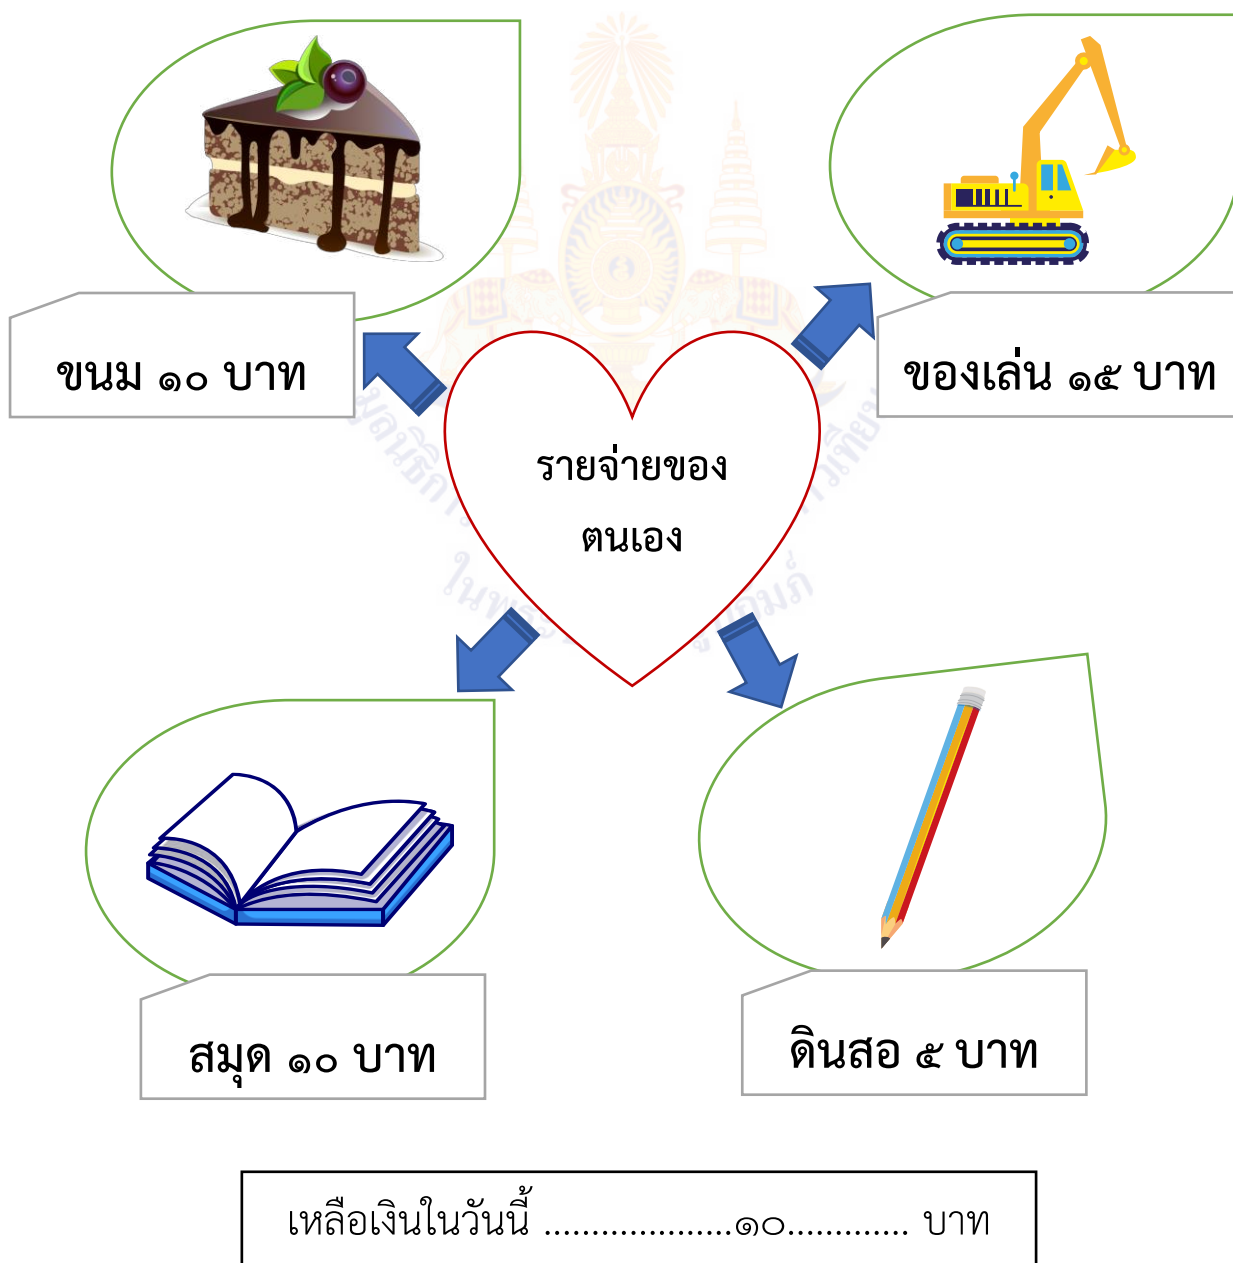 ขนม ๑๐ บาท
ของเล่น ๑๕ บาท
รายจ่ายของ
ตนเอง
สมุด ๑๐ บาท
ดินสอ ๕ บาท
เหลือเงินในวันนี้ ....................๑๐............. บาท